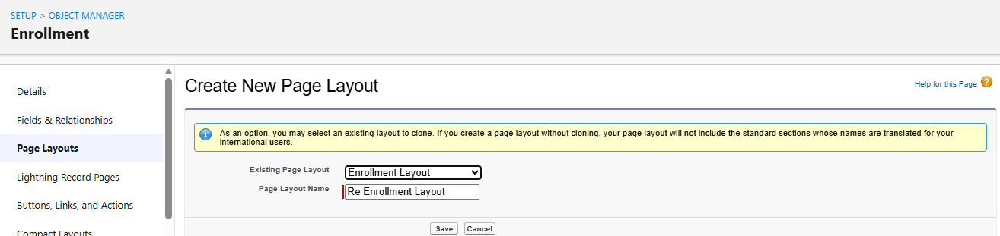 SETUP > OBJECT MANAGER
Enrollment
Details
Fields & Relationships
Page Layouts
Lightning Record Pages
Buttons, Links, and Actions
Compact Layouts
Create New Page Layout
Help for this Page ?
i As an option, you may select an existing layout to clone. If you create a page layout without cloning, your page layout will not include the standard sections whose names are translated for your
international users.
Existing Page Layout Enrollment Layout
Page Layout Name Re Enrollment Layout
Save Cancel